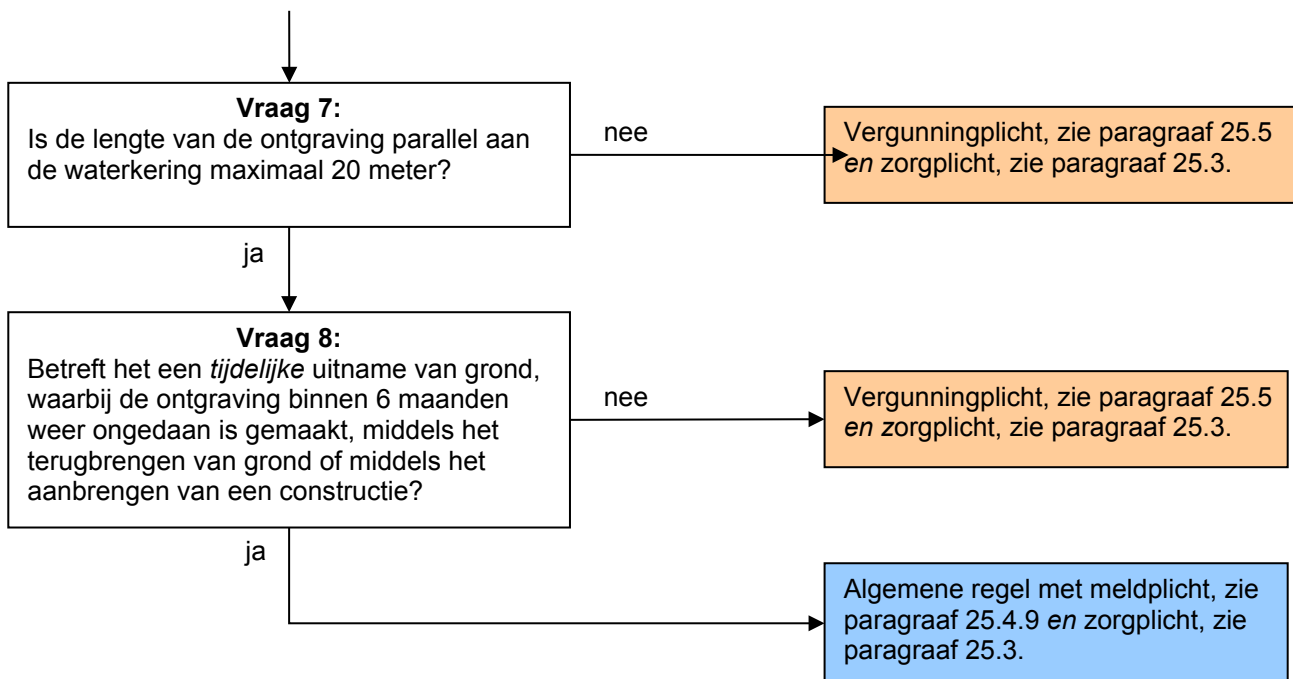 Vraag 7:
Is de lengte van de ontgraving parallel aan
de waterkering maximaal 20 meter?
nee
Vergunningplicht, zie paragraaf 25.5
en zorgplicht, zie paragraaf 25.3.
ja
Vraag 8:
Betreft het een tijdelijke uitname van grond,
waarbij de ontgraving binnen 6 maanden
weer ongedaan is gemaakt, middels het
terugbrengen van grond of middels het
aanbrengen van een constructie?
nee
Vergunningplicht, zie paragraaf 25.5
en zorgplicht, zie paragraaf 25.3.
ja
Algemene regel met meldplicht, zie
paragraaf 25.4.9 en zorgplicht, zie
paragraaf 25.3.